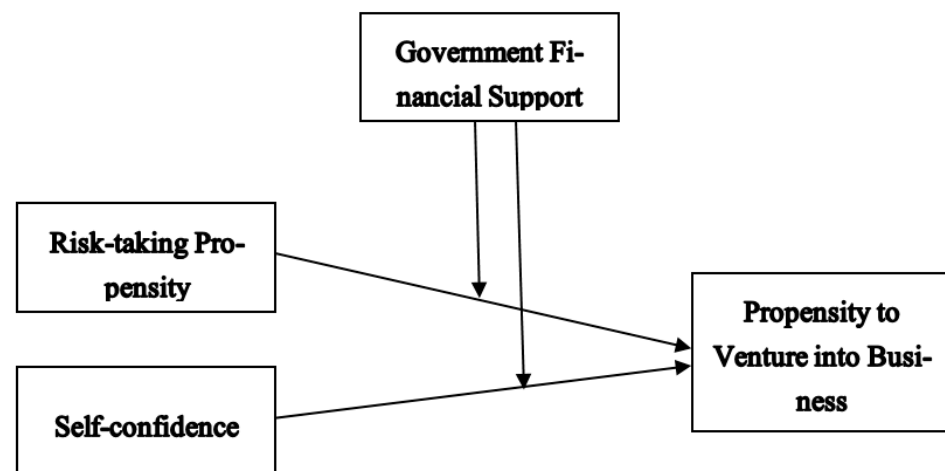 Government Fi-
nancial Support
Risk-taking Pro-
pensity
Propensity to
Venture into Busi-
ness
Self-confidence